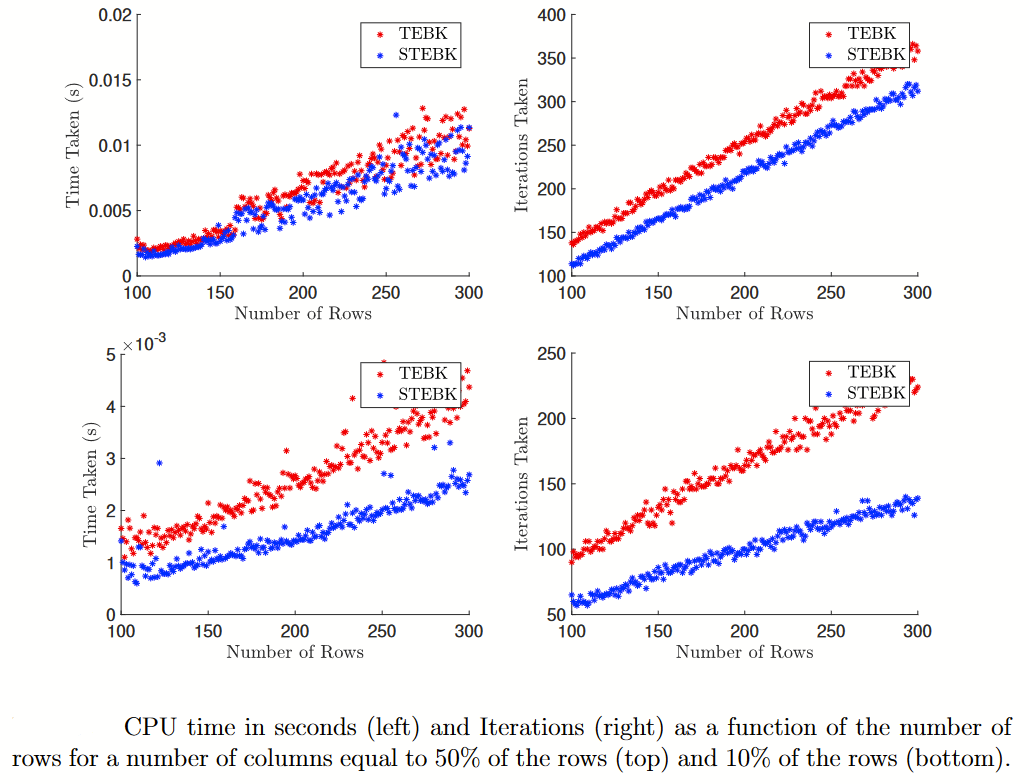 0.02
0.015
0.01
0.005
0
100
150
200
250
300
Time Taken (s)
Number of Rows
TEBK
STEBK
400
350
300
250
200
150
100
100
150
200
250
300
Iterations Taken
Number of Rows
TEBK
STEBK
×10⁻³
5
4
3
2
1
0
100
150
200
250
300
Time Taken (s)
Number of Rows
TEBK
STEBK
250
200
150
100
50
100
150
200
250
300
Iterations Taken
Number of Rows
TEBK
STEBK
CPU time in seconds (left) and Iterations (right) as a function of the number of
rows for a number of columns equal to 50% of the rows (top) and 10% of the rows (bottom).